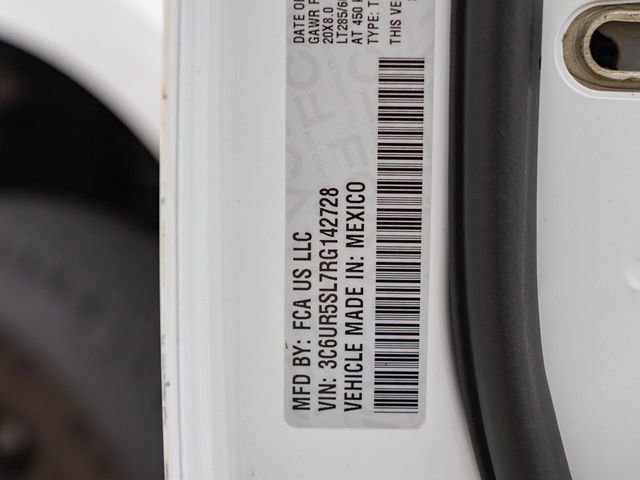 DATE O
GAWR F
20X8.0
LT285/6
AT 450 K
TYPE: T
THIS VE
MFD BY: FCA US LLC
VIN: 3C6UR5SL7RG142728
VEHICLE MADE IN: MEXICO